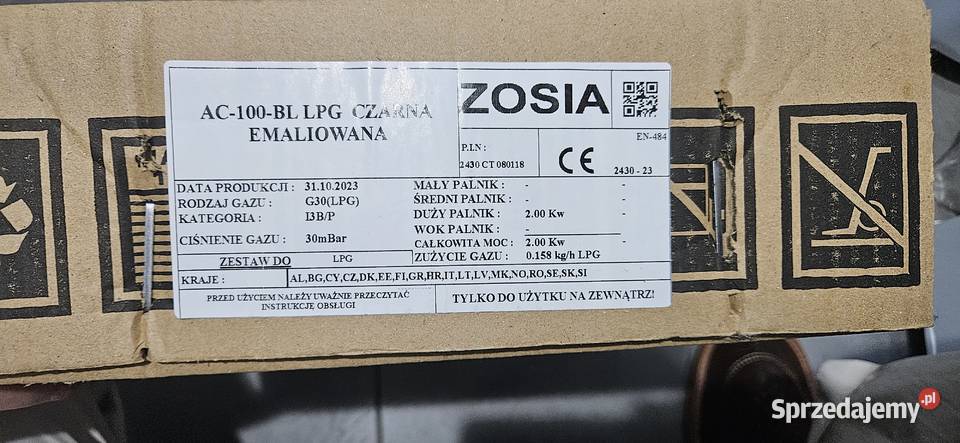 AC-100-BL LPG CZARNA
EMALIOWANA
ZOSIA
EN-484
P.I.N :
2430 CT 080118
CE
2430 - 23
DATA PRODUKCJI : 31.10.2023
RODZAJ GAZU : G30(LPG)
KATEGORIA : I3B/P
CIŚNIENIE GAZU : 30mBar
ZESTAW DO LPG
MAŁY PALNIK : - -
ŚREDNI PALNIK : - -
DUŻY PALNIK : 2.00 Kw
WOK PALNIK : - -
CAŁKOWITA MOC : 2.00 Kw
ZUŻYCIE GAZU : 0.158 kg/h LPG
KRAJE : AL,BG,CY,CZ,DK,EE,FI,GR,HR,IT,LT,LV,MK,NO,RO,SE,SK,SI
PRZED UŻYCIEM NALEŻY UWAŻNIE PRZECZYTAĆ
INSTRUKCJĘ OBSŁUGI
TYLKO DO UŻYTKU NA ZEWNĄTRZ!
Sprzedajemy.pl